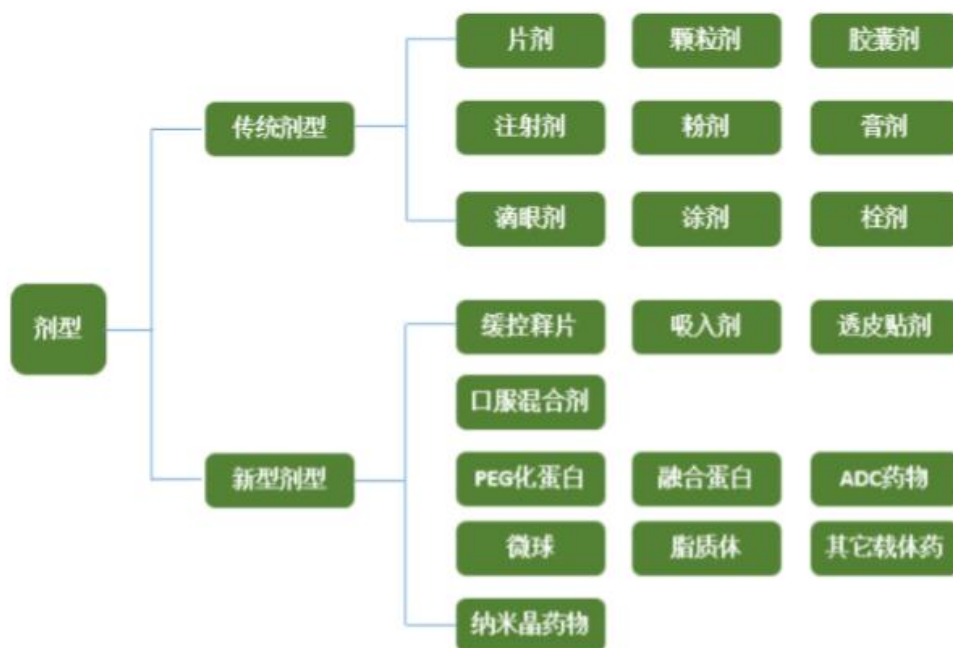 片剂 颗粒剂 胶囊剂
传统剂型
注射剂 粉剂 膏剂
滴眼剂 涂剂 栓剂
剂型
缓控释片 吸入剂 透皮贴剂
口服混合剂
新型剂型
PEG化蛋白 融合蛋白 ADC药物
微球 脂质体 其它载体药
纳米晶药物